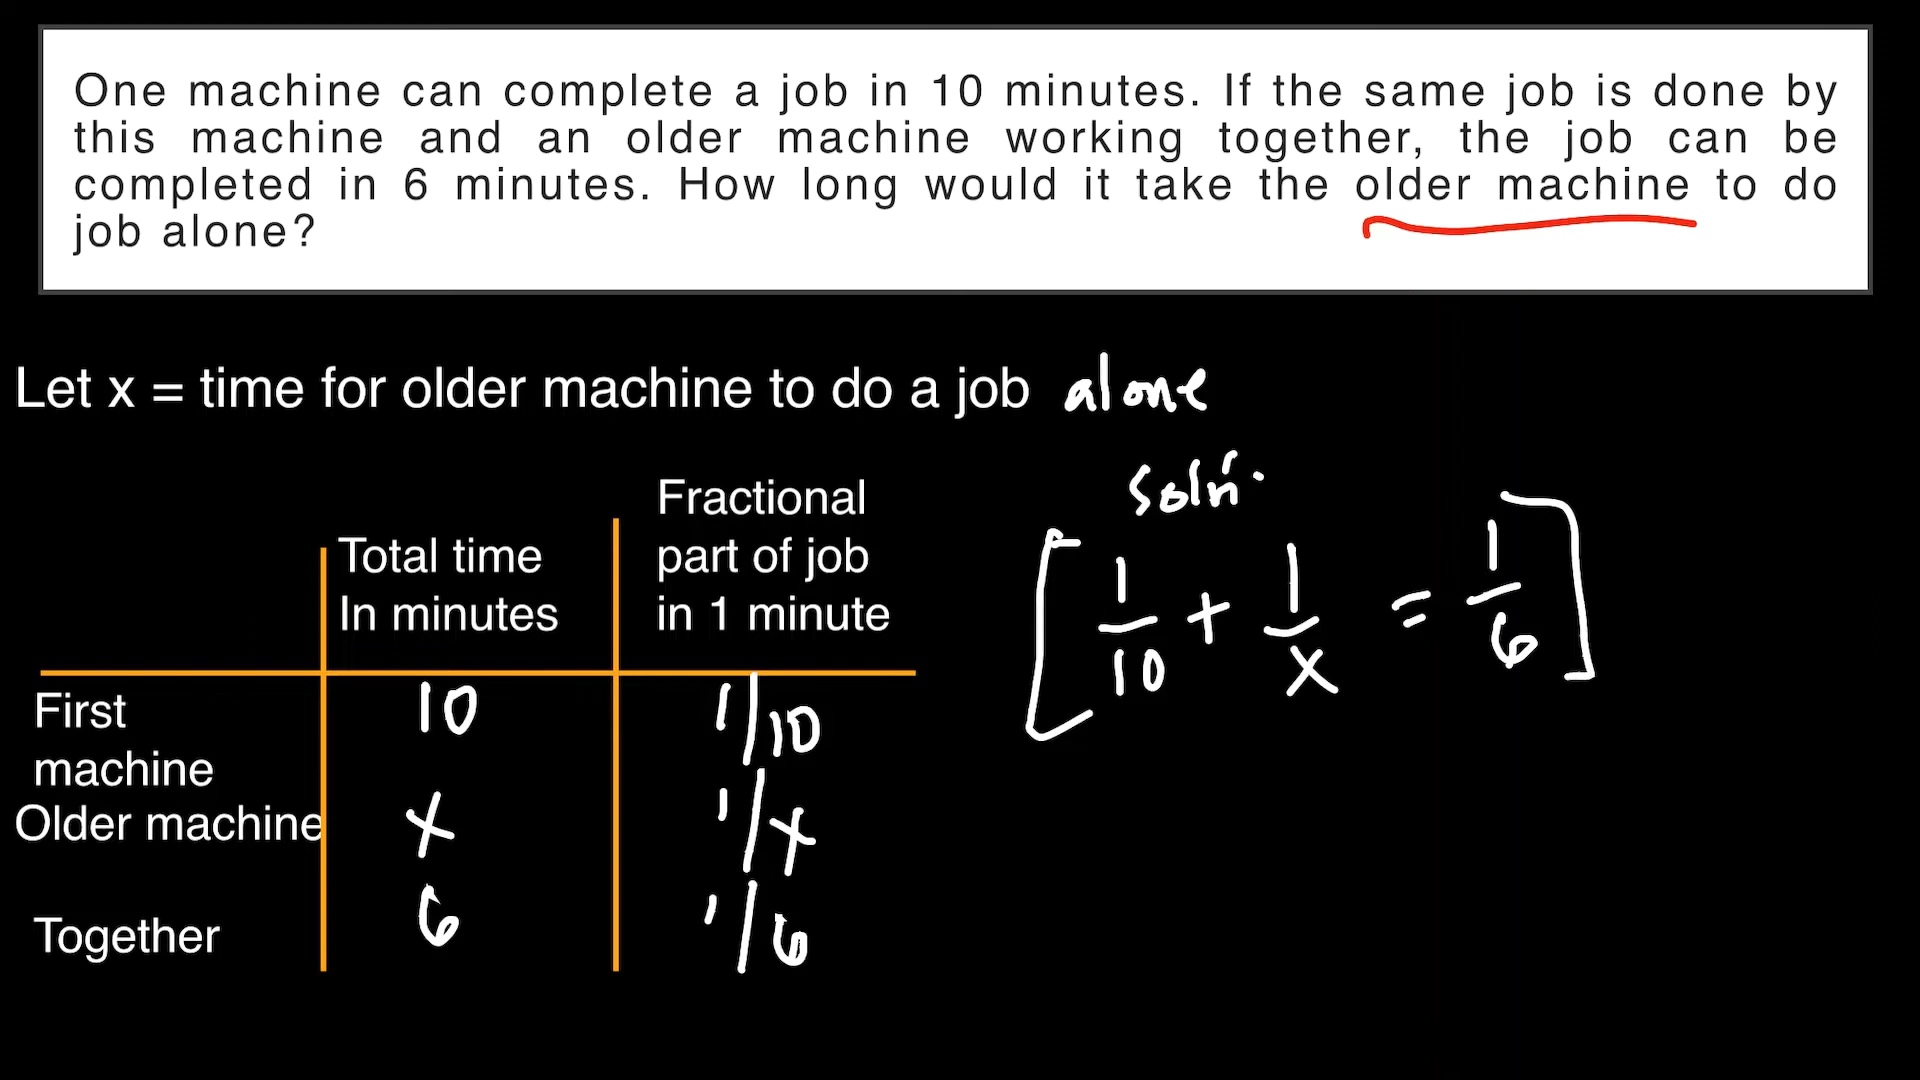 One machine can complete a job in 10 minutes. If the same job is done by
this machine and an older machine working together, the job can be
completed in 6 minutes. How long would it take the older machine to do
job alone?
Let x = time for older machine to do a job alone
Total time
In minutes
Fractional
part of job
in 1 minute
First
machine
10
1/10
Older machine
x
1/x
Together
6
1/6
Sol'n.
[1/10 + 1/x = 1/6]